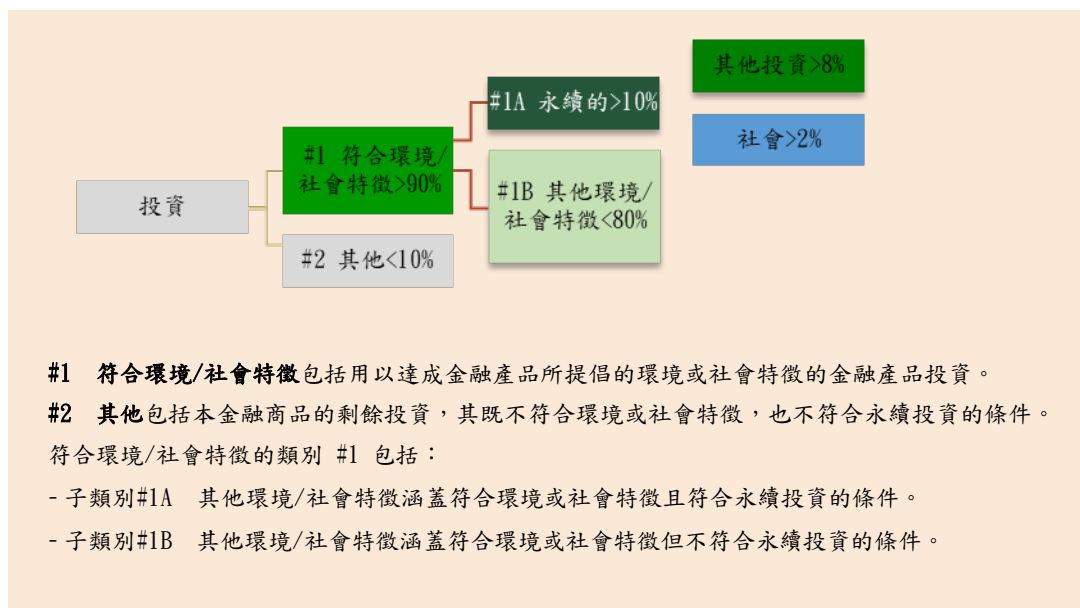 投資
#1 符合環境/
社會特徵>90%
#2 其他<10%
#1A 永續的>10%
#1B 其他環境/
社會特徵<80%
其他投資>8%
社會>2%
#1 符合環境/社會特徵包括用以達成金融產品所提倡的環境或社會特徵的金融產品投資。
#2 其他包括本金融商品的剩餘投資，其既不符合環境或社會特徵，也不符合永續投資的條件。
符合環境/社會特徵的類別 #1 包括：
- 子類別#1A 其他環境/社會特徵涵蓋符合環境或社會特徵且符合永續投資的條件。
- 子類別#1B 其他環境/社會特徵涵蓋符合環境或社會特徵但不符合永續投資的條件。